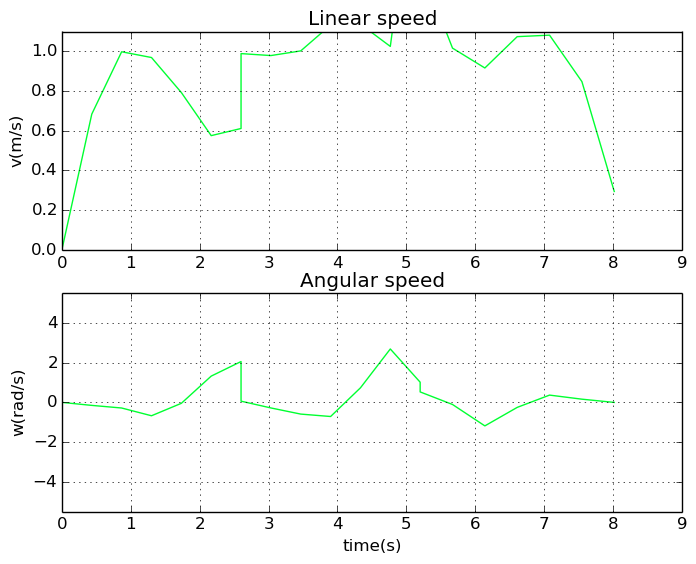 Linear speed
1.0
0.8
0.6
0.4
0.2
0.0
v(m/s)
0 1 2 3 4 5 6 7 8 9
Angular speed
4
2
0
−2
−4
w(rad/s)
0 1 2 3 4 5 6 7 8 9
time(s)